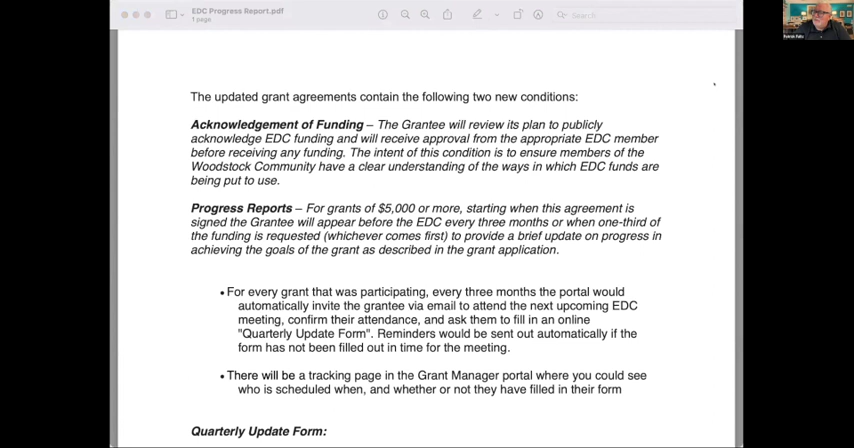 EDC Progress Report.pdf
1 page
Search
The updated grant agreements contain the following two new conditions:
Acknowledgement of Funding – The Grantee will review its plan to publicly
acknowledge EDC funding and will receive approval from the appropriate EDC member
before receiving any funding. The intent of this condition is to ensure members of the
Woodstock Community have a clear understanding of the ways in which EDC funds are
being put to use.
Progress Reports – For grants of $5,000 or more, starting when this agreement is
signed the Grantee will appear before the EDC every three months or when one-third of
the funding is requested (whichever comes first) to provide a brief update on progress in
achieving the goals of the grant as described in the grant application.
• For every grant that was participating, every three months the portal would
automatically invite the grantee via email to attend the next upcoming EDC
meeting, confirm their attendance, and ask them to fill in an online
"Quarterly Update Form". Reminders would be sent out automatically if the
form has not been filled out in time for the meeting.
• There will be a tracking page in the Grant Manager portal where you could see
who is scheduled when, and whether or not they have filled in their form
Quarterly Update Form: